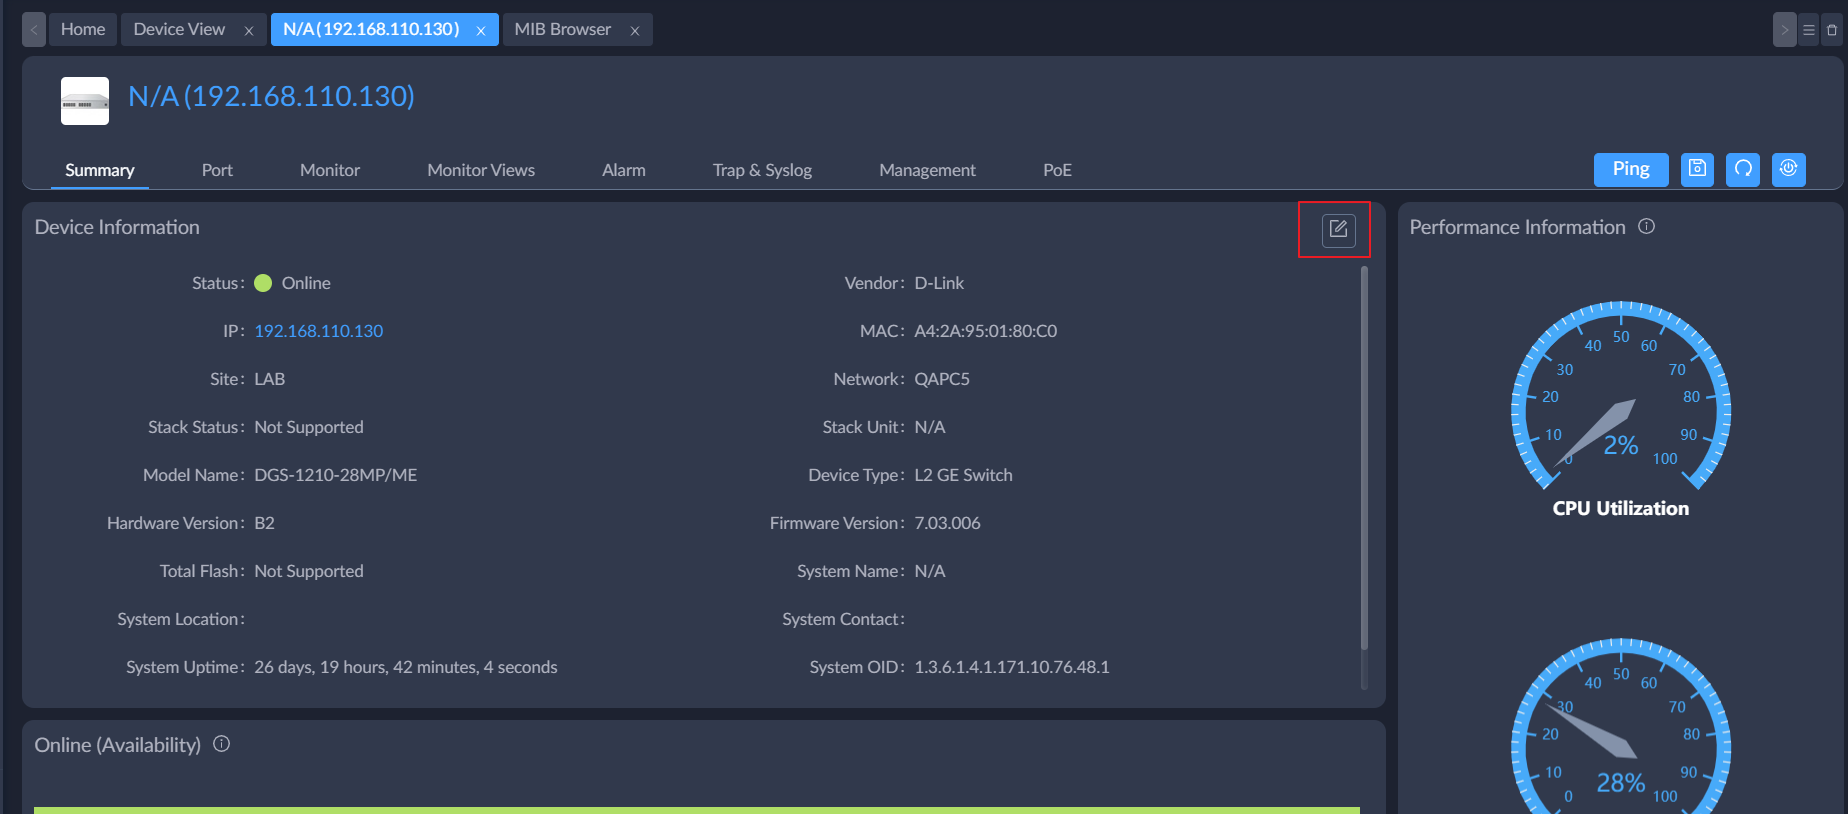 Home Device View x N/A(192.168.110.130) x MIB Browser x
N/A(192.168.110.130)
Summary Port Monitor Monitor Views Alarm Trap & Syslog Management PoE Ping
Device Information
Status: Online Vendor: D-Link
IP: 192.168.110.130 MAC: A4:2A:95:01:80:C0
Site: LAB Network: QAPC5
Stack Status: Not Supported Stack Unit: N/A
Model Name: DGS-1210-28MP/ME Device Type: L2 GE Switch
Hardware Version: B2 Firmware Version: 7.03.006
Total Flash: Not Supported System Name: N/A
System Location: System Contact:
System Uptime: 26 days, 19 hours, 42 minutes, 4 seconds System OID: 1.3.6.1.4.1.171.10.76.48.1
Online (Availability)
Performance Information
0 10 20 30 40 50 60 70 80 90 100
2%
CPU Utilization
0 10 20 30 40 50 60 70 80 90 100
28%